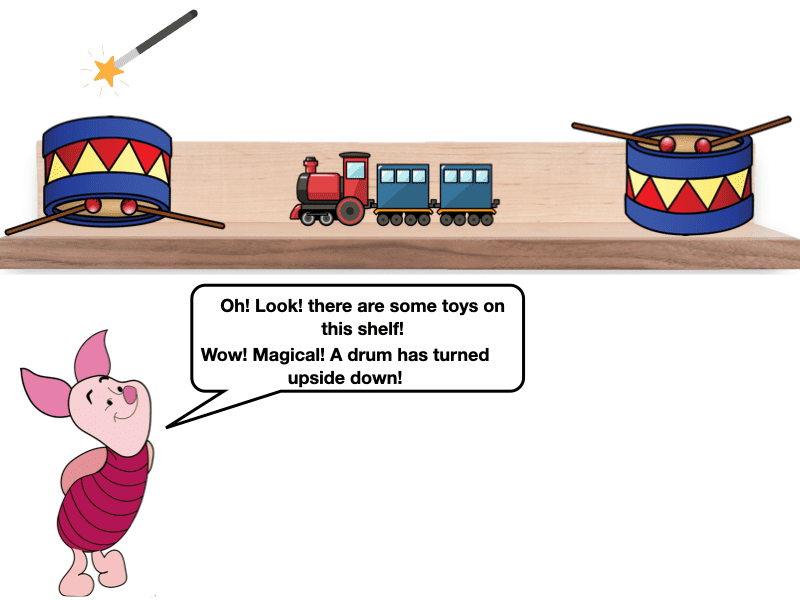 Oh! Look! there are some toys on
this shelf!
Wow! Magical! A drum has turned
upside down!